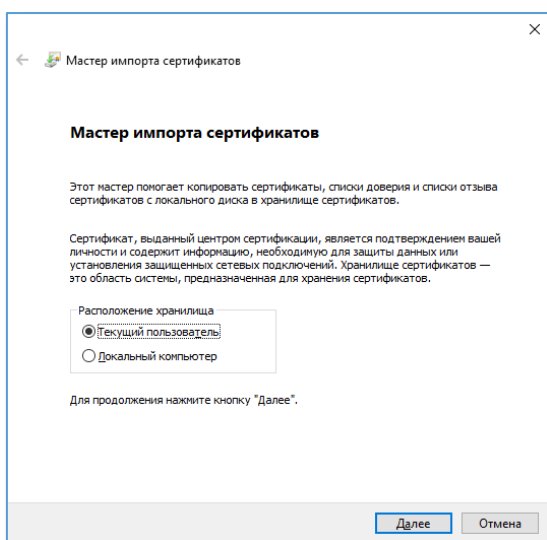 Мастер импорта сертификатов
Мастер импорта сертификатов
Этот мастер помогает копировать сертификаты, списки доверия и списки отзыва
сертификатов с локального диска в хранилище сертификатов.
Сертификат, выданный центром сертификации, является подтверждением вашей
личности и содержит информацию, необходимую для защиты данных или
установления защищенных сетевых подключений. Хранилище сертификатов —
это область системы, предназначенная для хранения сертификатов.
Расположение хранилища
Текущий пользователь
Локальный компьютер
Для продолжения нажмите кнопку "Далее".
Далее Отмена